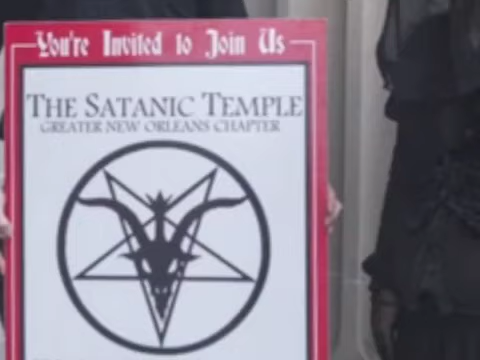 You're Invited to Join Us
THE SATANIC TEMPLE
GREATER NEW ORLEANS CHAPTER